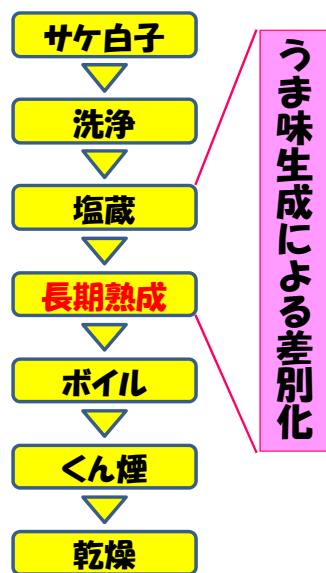 サケ白子
洗浄
塩蔵
長期熟成
ボイル
くん煙
乾燥
うま味生成による差別化